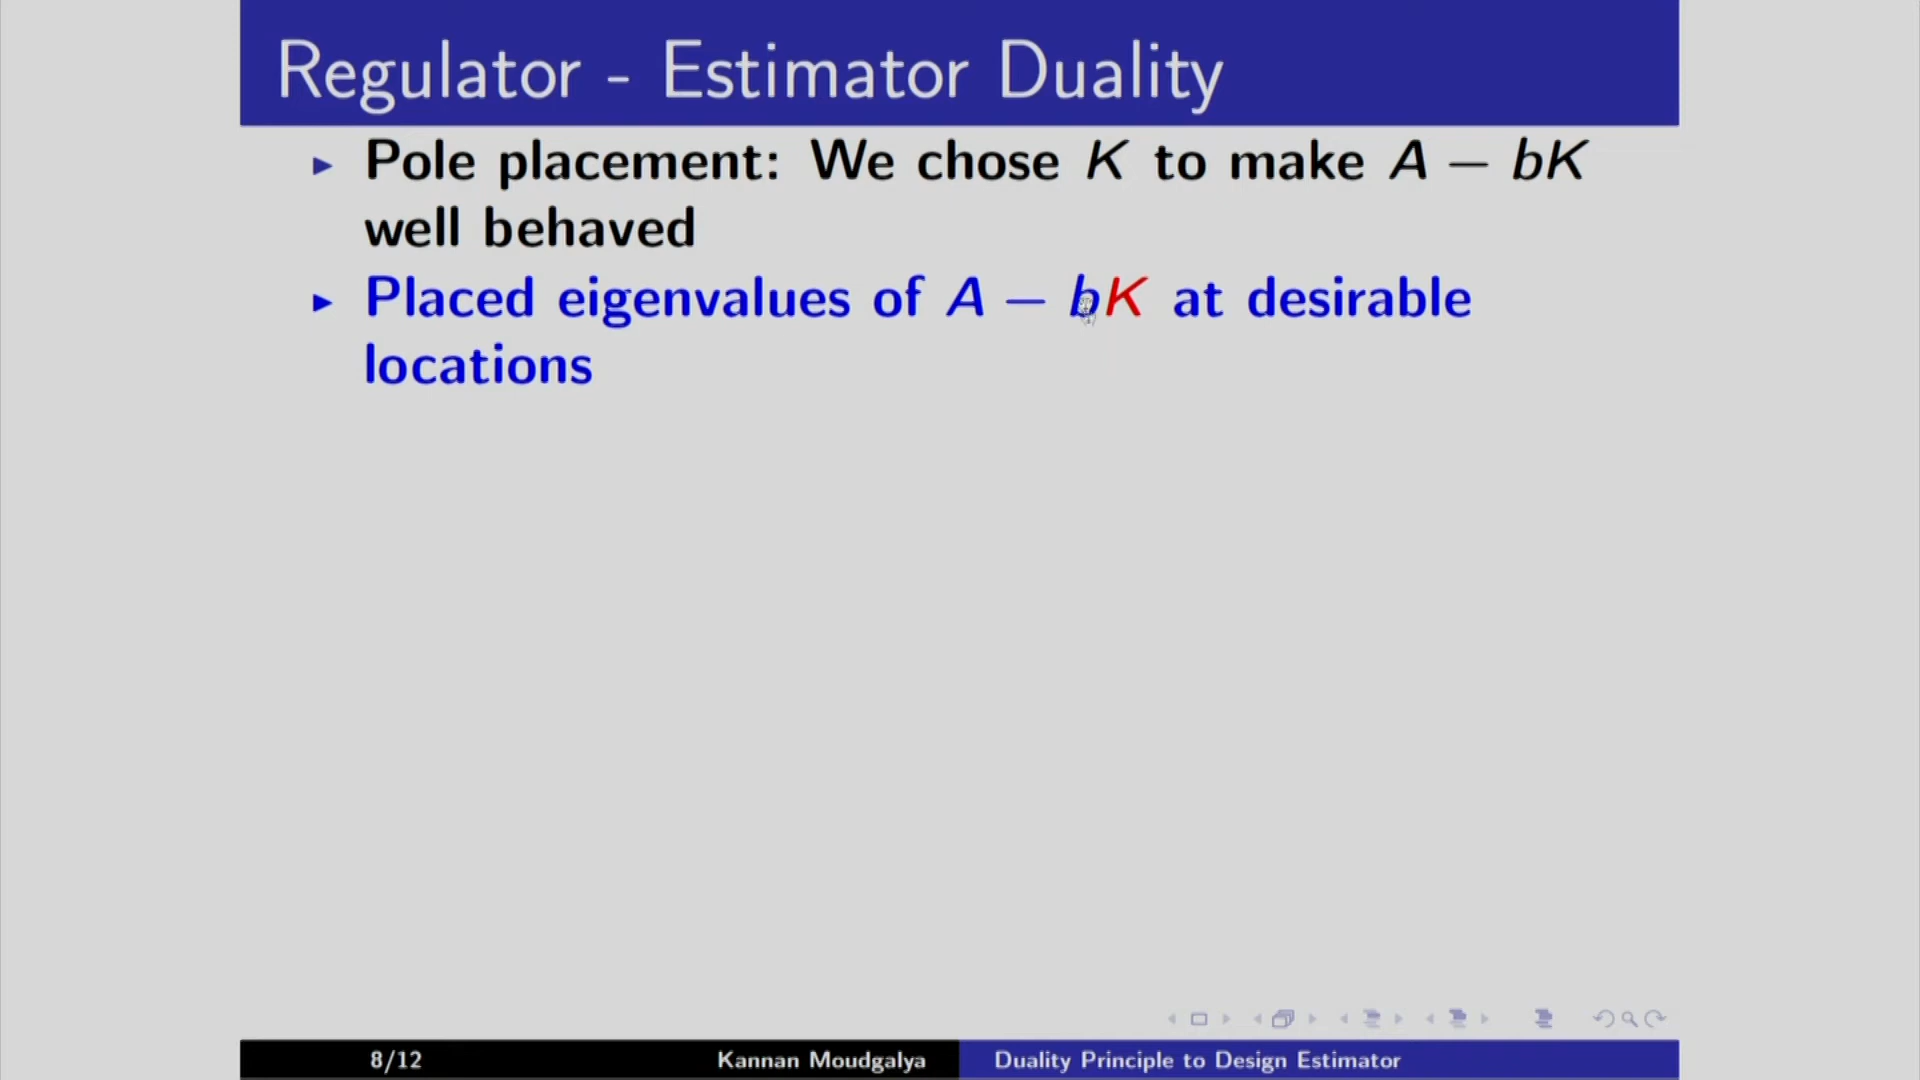 Regulator - Estimator Duality
Pole placement: We chose K to make A − bK
well behaved
Placed eigenvalues of A − bK at desirable
locations
8/12 Kannan Moudgalya Duality Principle to Design Estimator